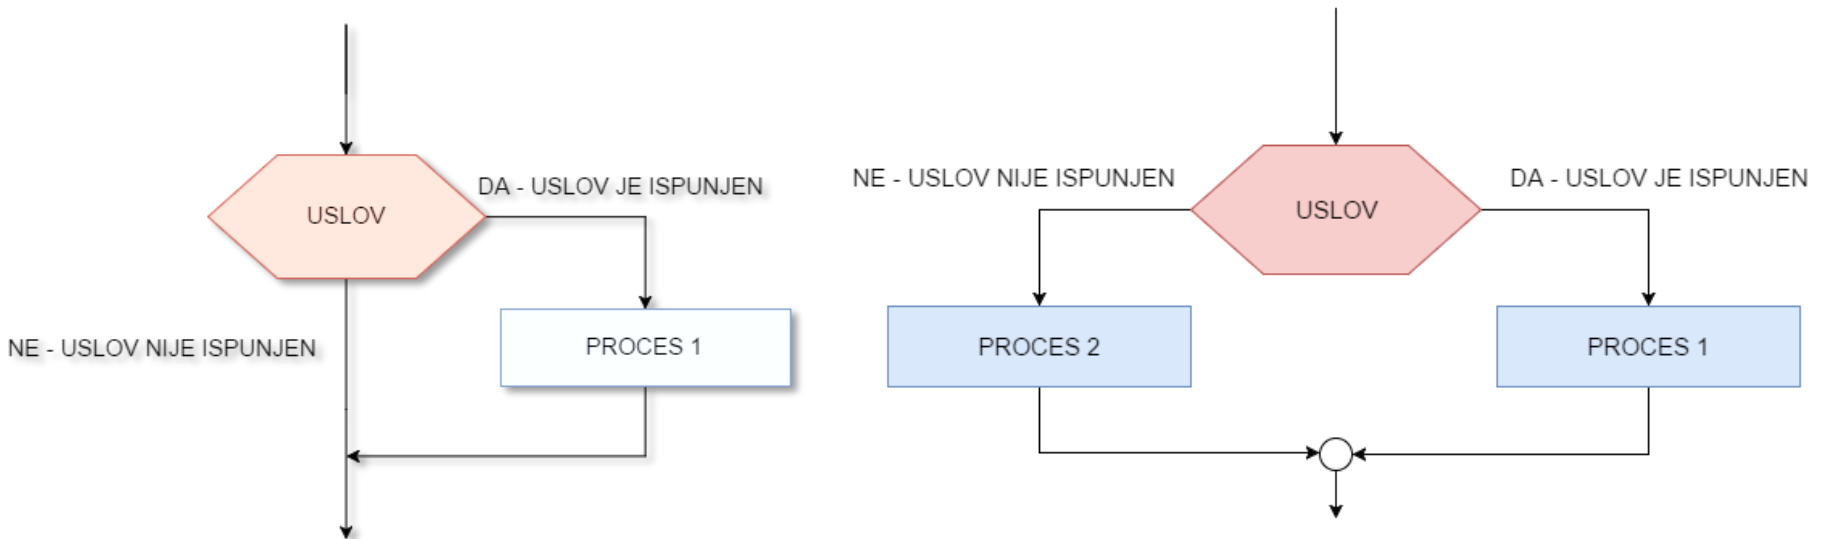 USLOV
DA - USLOV JE ISPUNJEN
NE - USLOV NIJE ISPUNJEN
PROCES 1
NE - USLOV NIJE ISPUNJEN
USLOV
DA - USLOV JE ISPUNJEN
PROCES 2
PROCES 1